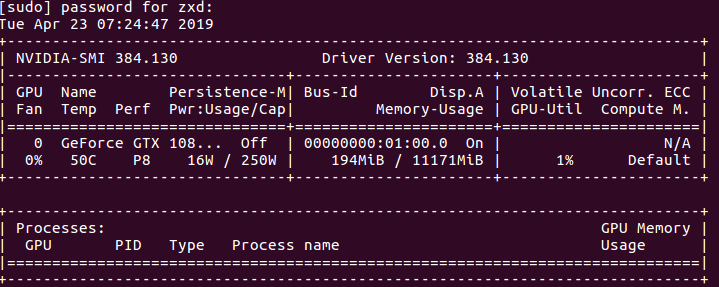 [sudo] password for zxd:
Tue Apr 23 07:24:47 2019
+-----------------------------------------------------------------------------+
| NVIDIA-SMI 384.130                Driver Version: 384.130                   |
|-------------------------------+----------------------+----------------------+
| GPU  Name        Persistence-M| Bus-Id        Disp.A | Volatile Uncorr. ECC |
| Fan  Temp  Perf  Pwr:Usage/Cap|         Memory-Usage | GPU-Util  Compute M. |
|===============================+======================+======================|
|   0  GeForce GTX 108...  Off  | 00000000:01:00.0  On |                  N/A |
|  0%   50C    P8    16W / 250W |    194MiB / 11171MiB |      1%      Default |
+-------------------------------+----------------------+----------------------+

+-----------------------------------------------------------------------------+
| Processes:                                                       GPU Memory |
|  GPU       PID   Type   Process name                             Usage      |
|=============================================================================|
+-----------------------------------------------------------------------------+